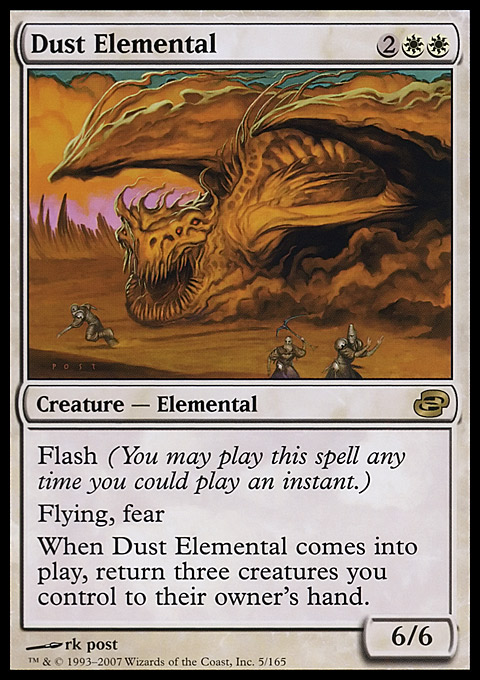 Dust Elemental 2
POST
Creature — Elemental
Flash (You may play this spell any
time you could play an instant.)
Flying, fear
When Dust Elemental comes into
play, return three creatures you
control to their owner's hand.
6/6
rk post
™ & © 1993–2007 Wizards of the Coast, Inc. 5/165